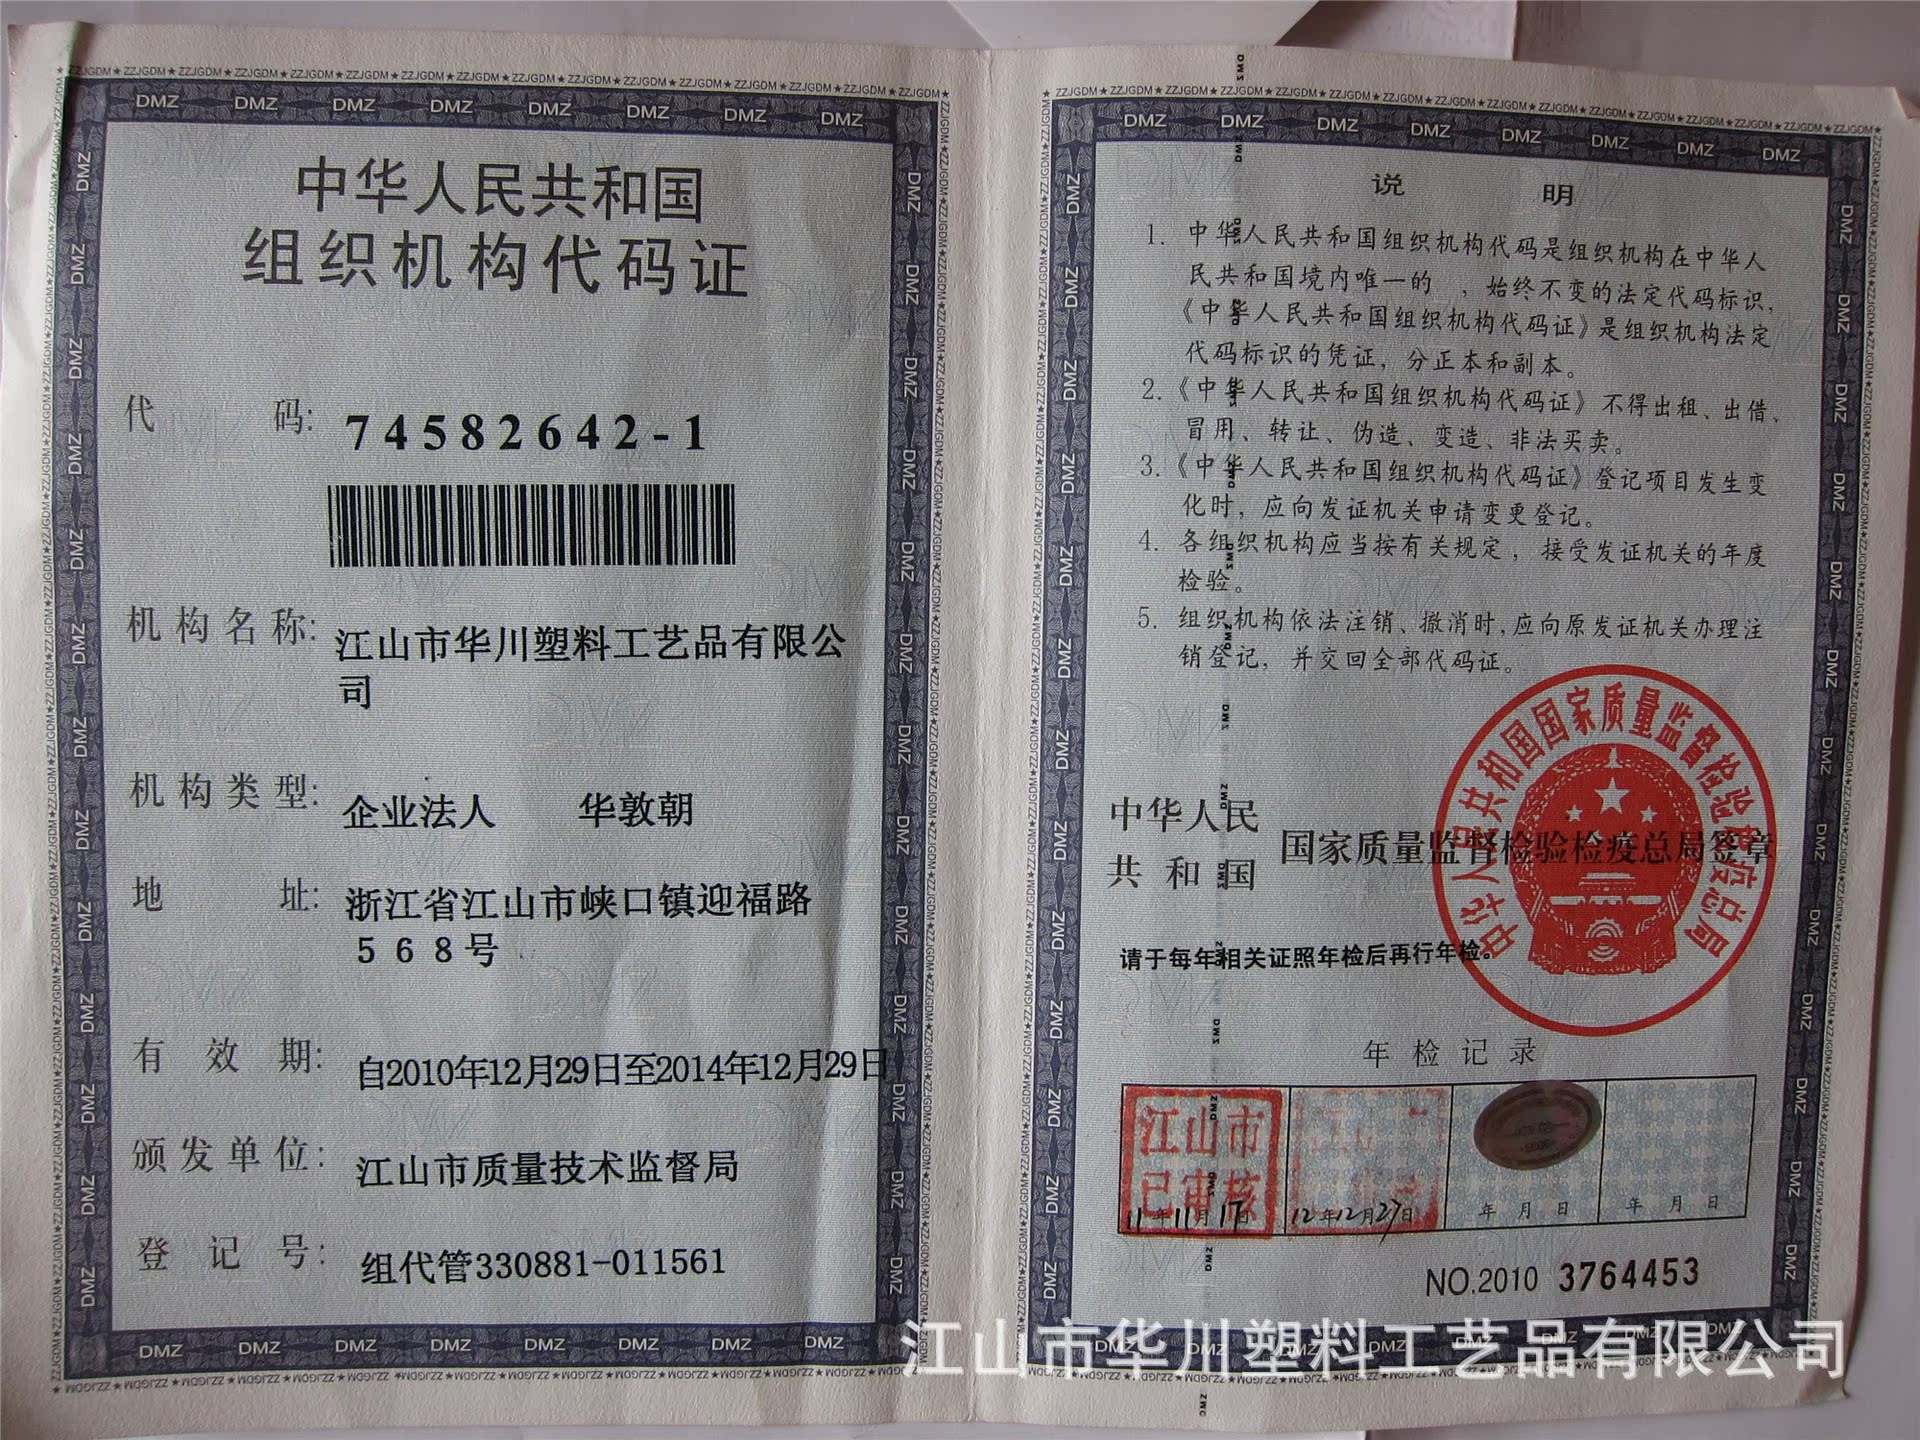 中华人民共和国
组织机构代码证
代 码: 74582642-1
机构名称: 江山市华川塑料工艺品有限公
司
机构类型: 企业法人 华敦朝
地 址: 浙江省江山市峡口镇迎福路
568号
有 效 期: 自2010年12月29日至2014年12月29日
颁发单位: 江山市质量技术监督局
登 记 号: 组代管330881-011561
说 明
1. 中华人民共和国组织机构代码是组织机构在中华人
民共和国境内唯一的 、始终不变的法定代码标识,
《中华人民共和国组织机构代码证》是组织机构法定
代码标识的凭证，分正本和副本。
2.《中华人民共和国组织机构代码证》不得出租、出借、
冒用、转让、伪造、变造、非法买卖。
3.《中华人民共和国组织机构代码证》登记项目发生变
化时，应向发证机关申请变更登记。
4. 各组织机构应当按有关规定，接受发证机关的年度
检验。
5. 组织机构依法注销、撤消时,应向原发证机关办理注
销登记，并交回全部代码证。
中华人民
共和国
国家质量监督检验检疫总局签章
中华人民共和国国家质量监督检验检疫总局
请于每年相关证照年检后再行年检。
年检记录
江山市
已审核
11年11月17日
12年12月27日
年 月 日
年 月 日
NO.2010 3764453
江山市华川塑料工艺品有限公司